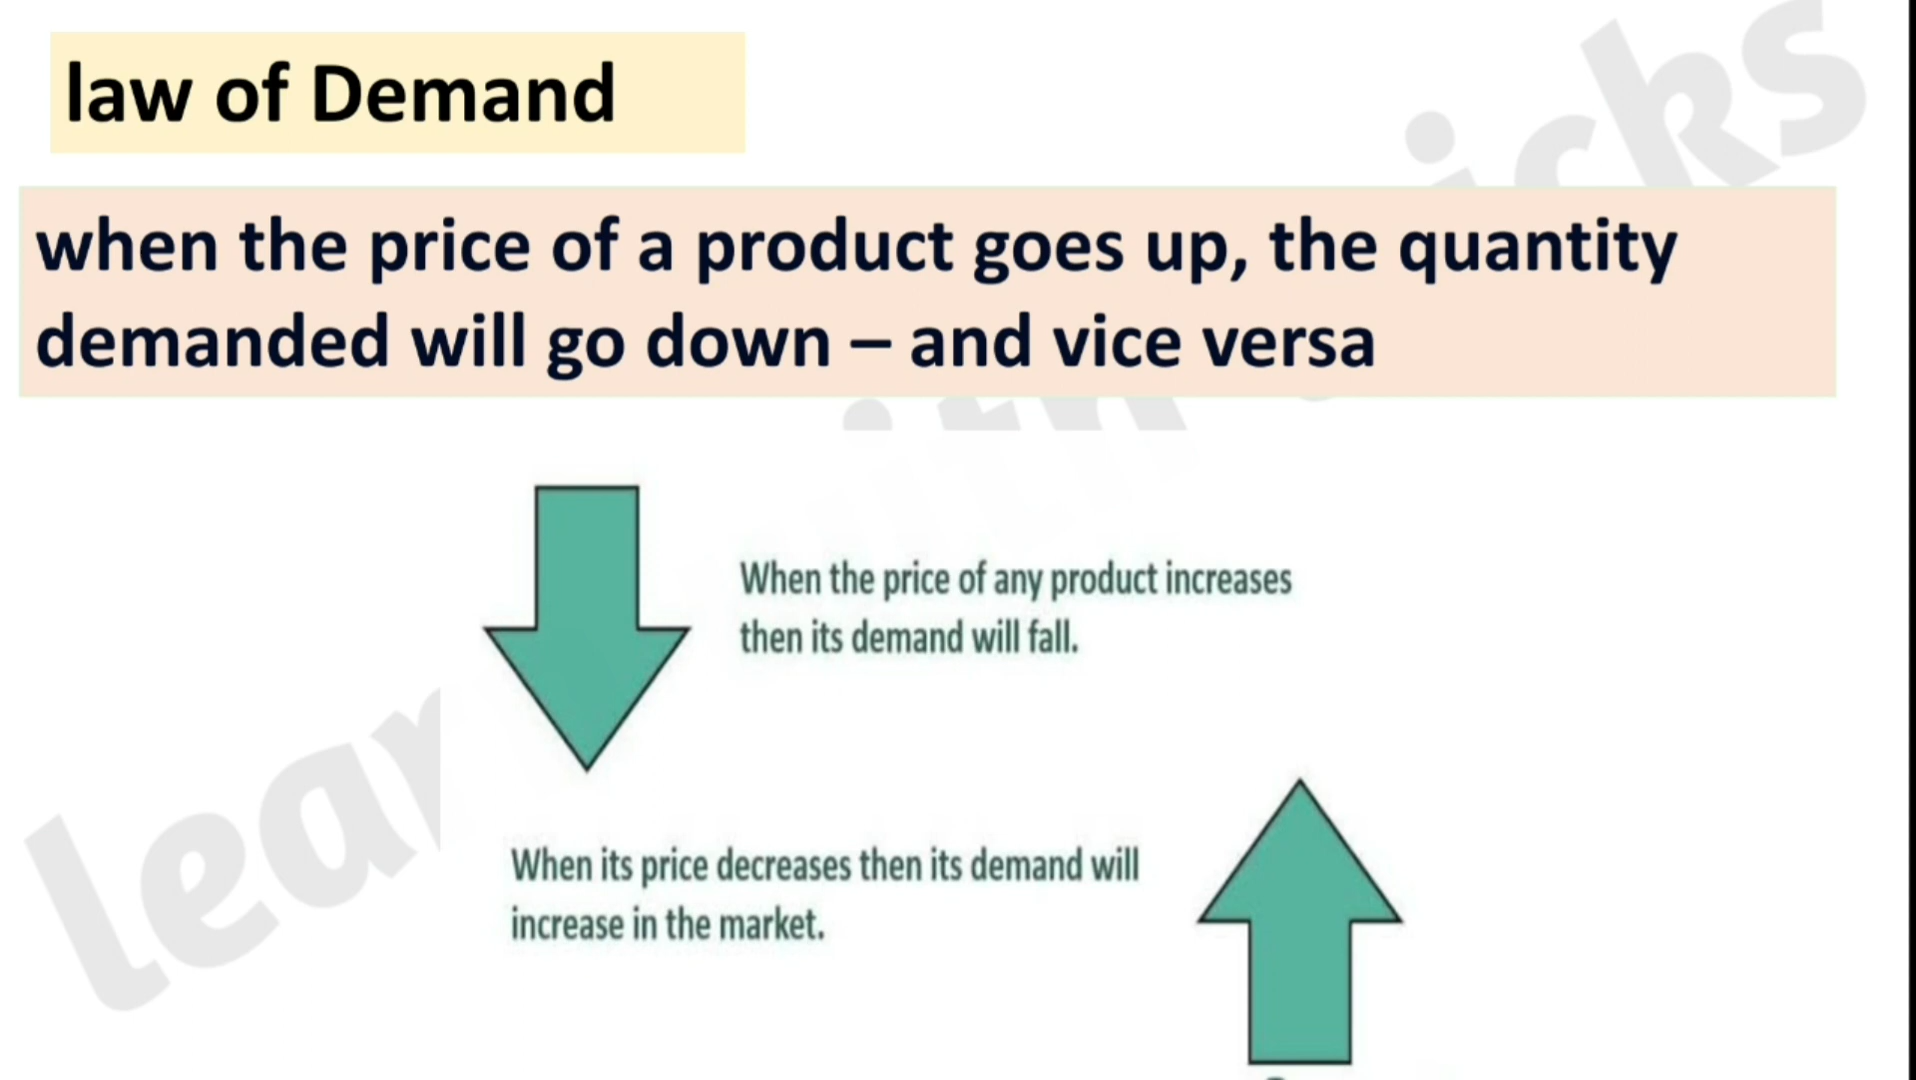 law of Demand
when the price of a product goes up, the quantity
demanded will go down – and vice versa
When the price of any product increases
then its demand will fall.
When its price decreases then its demand will
increase in the market.